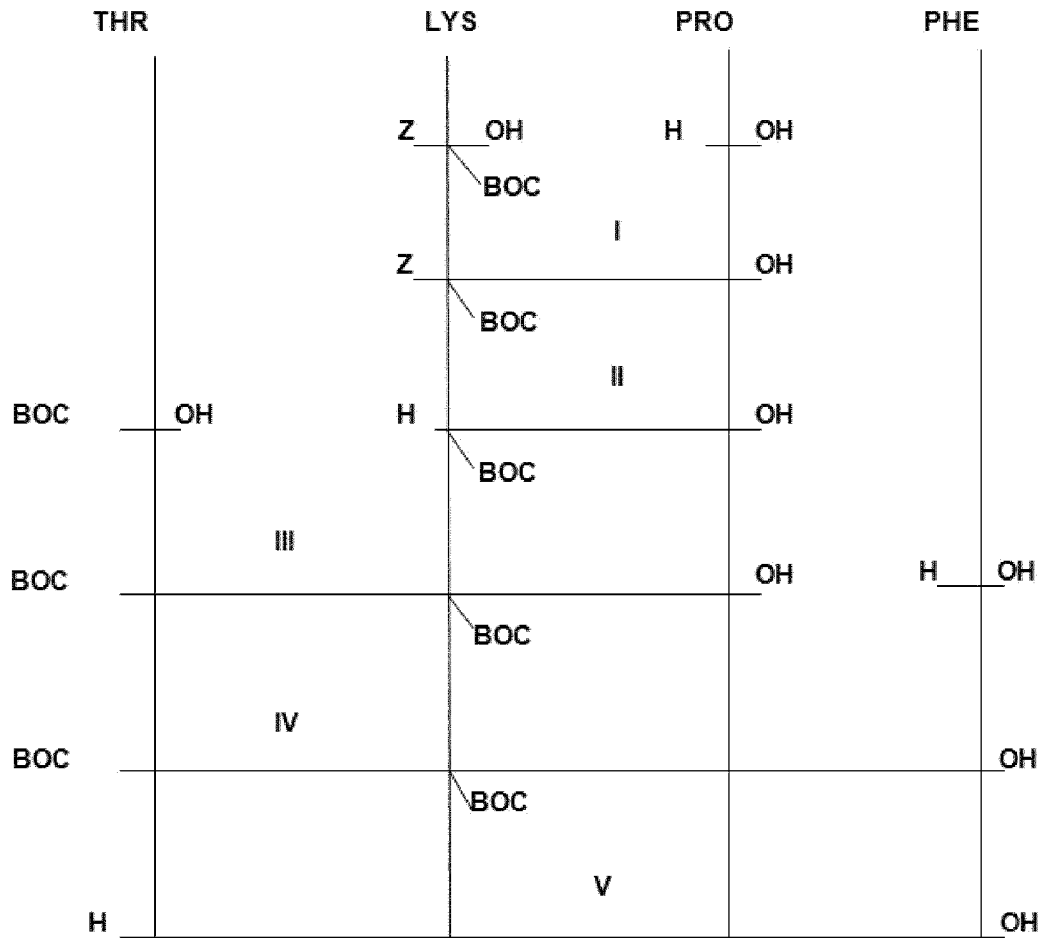 THR LYS PRO PHE
Z OH H OH
BOC
I
Z OH
BOC
II
BOC OH H OH
BOC
III
BOC OH H OH
BOC
IV
BOC OH
BOC
V
H OH